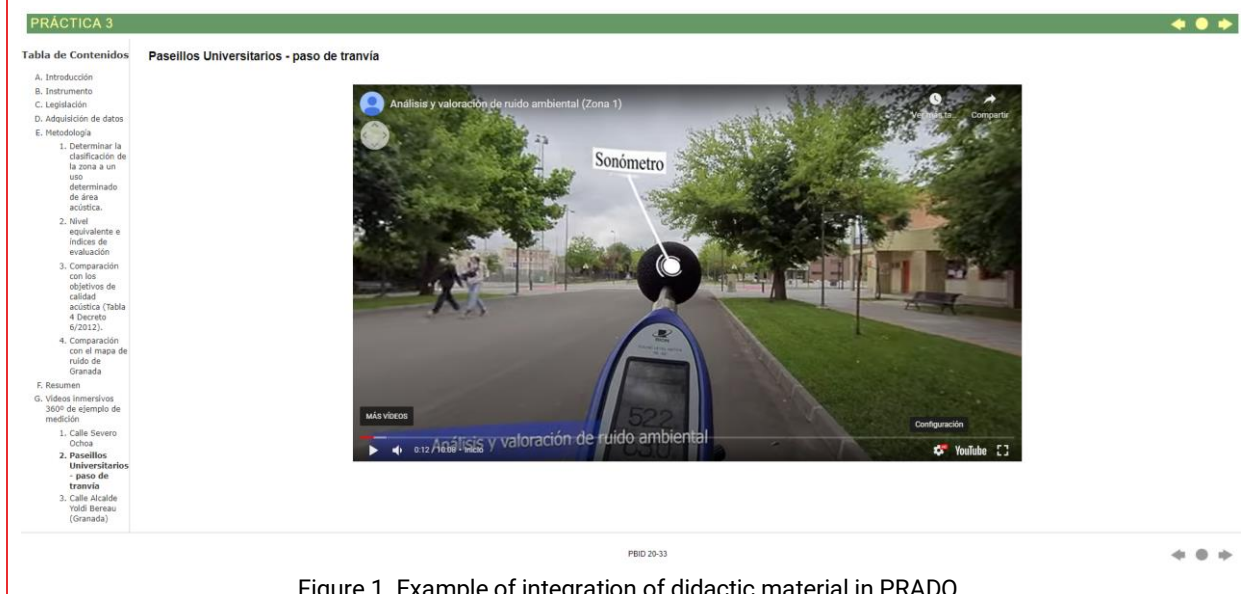 PRÁCTICA 3
Tabla de Contenidos
A. Introducción
B. Instrumento
C. Legislación
D. Adquisición de datos
E. Metodología
1. Determinar la
clasificación de
la zona a un
uso
determinado
de área
acústica.
2. Nivel
equivalente e
índices de
evaluación
3. Comparación
con los
objetivos de
calidad
acústica (Tabla
4 Decreto
6/2012).
4. Comparación
con el mapa de
ruido de
Granada
F. Resumen
G. Videos inmersivos
360º de ejemplo de
medición
1. Calle Severo
Ochoa
2. Paseillos
Universitarios
- paso de
tranvía
3. Calle Alcalde
Yoldi Bereau
(Granada)
Paseillos Universitarios - paso de tranvía
Análisis y valoración de ruido ambiental (Zona 1)
Ver más ta...
Compartir
Sonómetro
52.2
MÁS VÍDEOS
Configuración
Análisis y valoración de ruido ambiental
0:12 / 16:08 • Inicio
YouTube
PBID 20-33
Figure 1. Example of integration of didactic material in PRADO